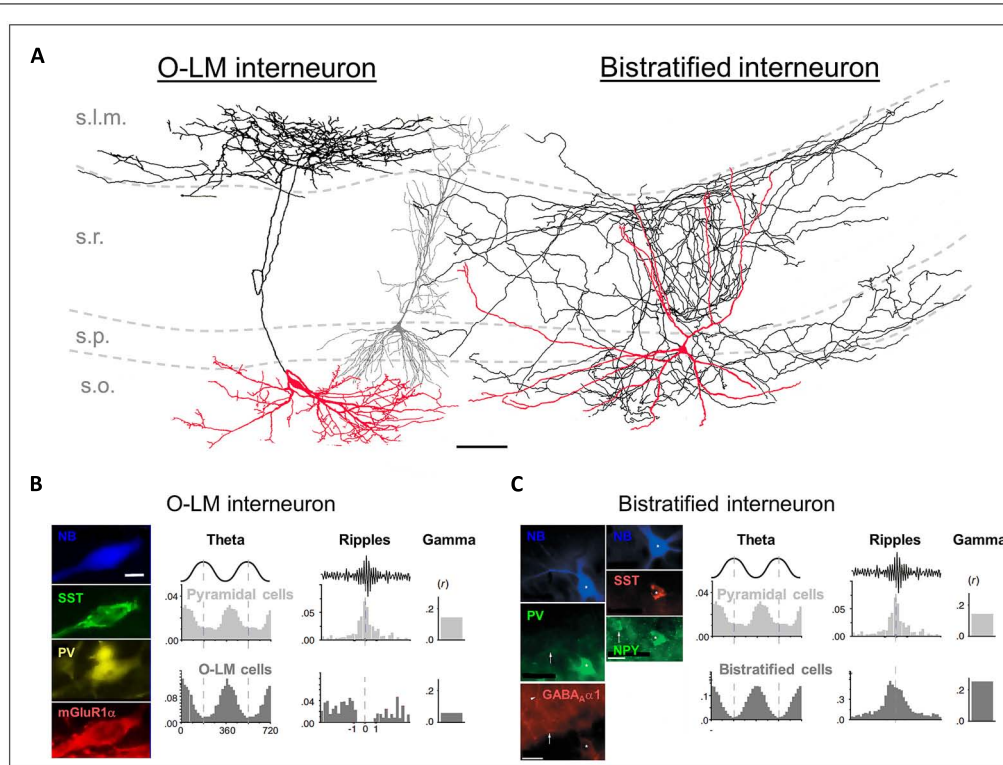 A
O-LM interneuron
Bistratified interneuron
s.l.m.
s.r.
s.p.
s.o.
B
O-LM interneuron
NB
SST
PV
mGluR1α
Theta
Ripples
Gamma
(r)
Pyramidal cells
.04
.00
.05
.00
.2
.0
O-LM cells
.08
.00
.04
.00
.2
.0
0
360
720
-1
0
1
C
Bistratified interneuron
NB
PV
GABAAα1
NB
SST
NPY
Theta
Ripples
Gamma
(r)
Pyramidal cells
.04
.00
.05
.00
.2
.0
Bistratified cells
.1
.0
.3
.0
.2
.0